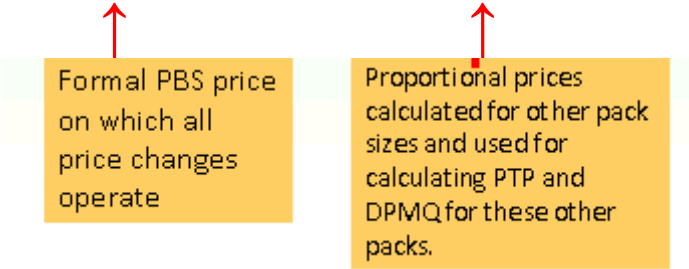 Formal PBS price
on which all
price changes
operate
Proportional prices
calculated for other pack
sizes and used for
calculating PTP and
DPMQ for these other
packs.